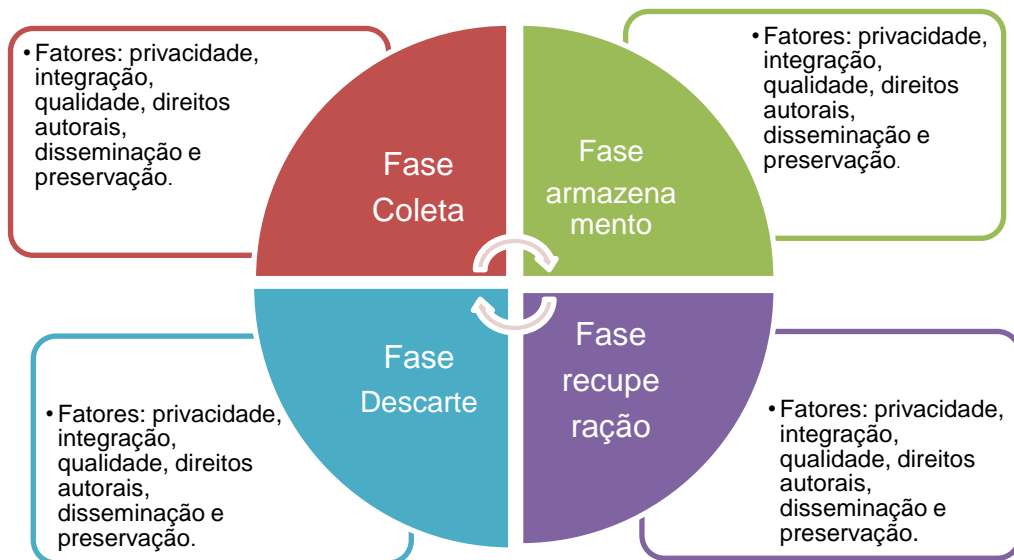 • Fatores: privacidade,
integração,
qualidade, direitos
autorais,
disseminação e
preservação.
Fase
Coleta
Fase
armazena
mento
• Fatores: privacidade,
integração,
qualidade, direitos
autorais,
disseminação e
preservação.
• Fatores: privacidade,
integração,
qualidade, direitos
autorais,
disseminação e
preservação.
Fase
Descarte
Fase
recupe
ração
• Fatores: privacidade,
integração,
qualidade, direitos
autorais,
disseminação e
preservação.